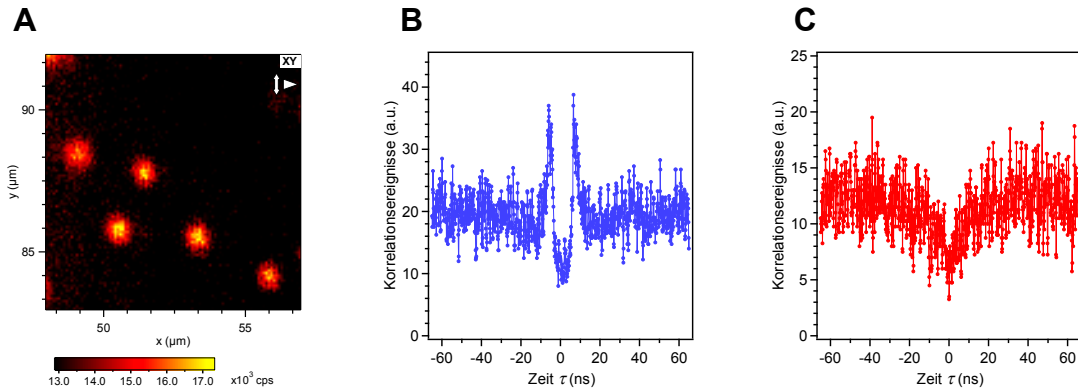 A
XY
90
85
y (µm)
50
55
x (µm)
13.0 14.0 15.0 16.0 17.0 x10³ cps
B
Korrelationsereignisse (a.u.)
40
30
20
10
0
-60 -40 -20 0 20 40 60
Zeit τ (ns)
C
Korrelationsereignisse (a.u.)
25
20
15
10
5
0
-60 -40 -20 0 20 40 60
Zeit τ (ns)